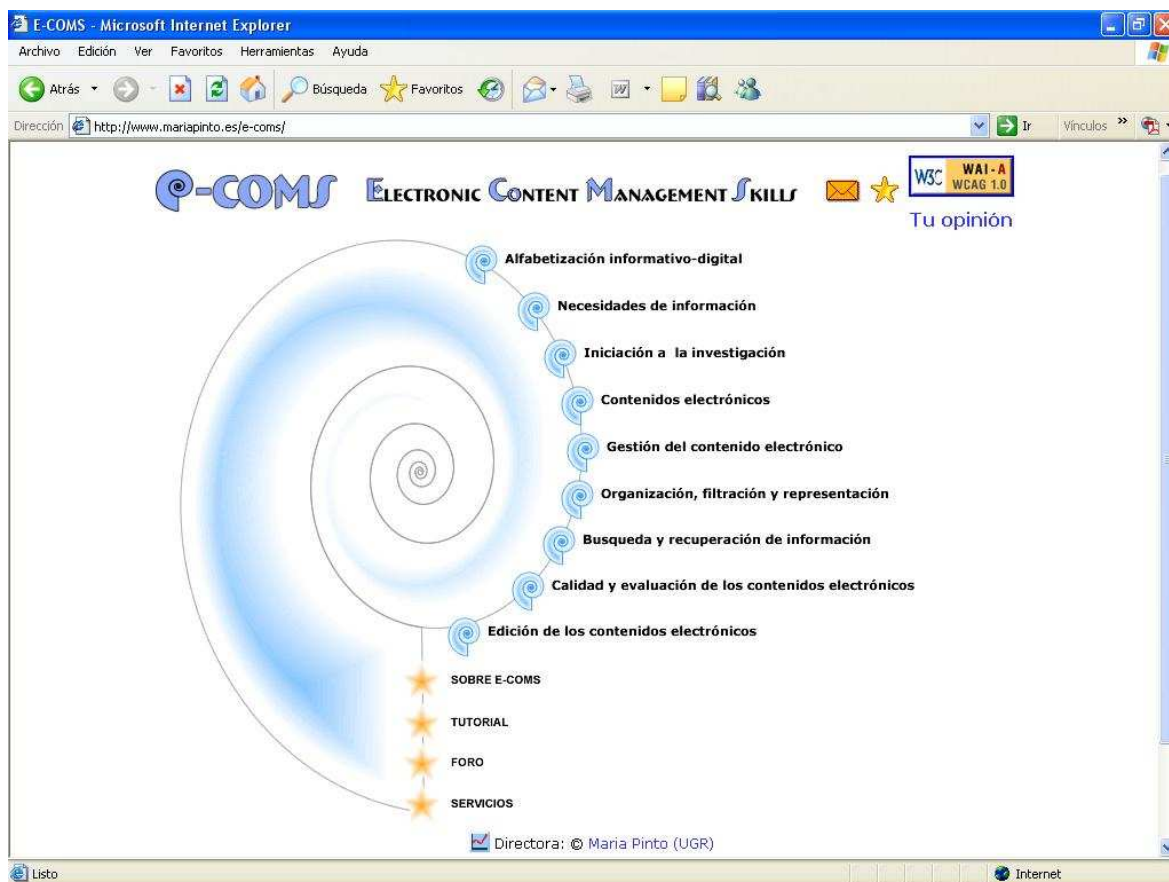 E-COMS - Microsoft Internet Explorer
Archivo Edición Ver Favoritos Herramientas Ayuda
Atrás Búsqueda Favoritos
Dirección http://www.mariapinto.es/e-coms/ Ir Vínculos »
e-COMS ELECTRONIC CONTENT MANAGEMENT SKILLS W3C WAI-A WCAG 1.0
Tu opinión
Alfabetización informativo-digital
Necesidades de información
Iniciación a la investigación
Contenidos electrónicos
Gestión del contenido electrónico
Organización, filtración y representación
Busqueda y recuperación de información
Calidad y evaluación de los contenidos electrónicos
Edición de los contenidos electrónicos
SOBRE E-COMS
TUTORIAL
FORO
SERVICIOS
Directora: © Maria Pinto (UGR)
Listo Internet